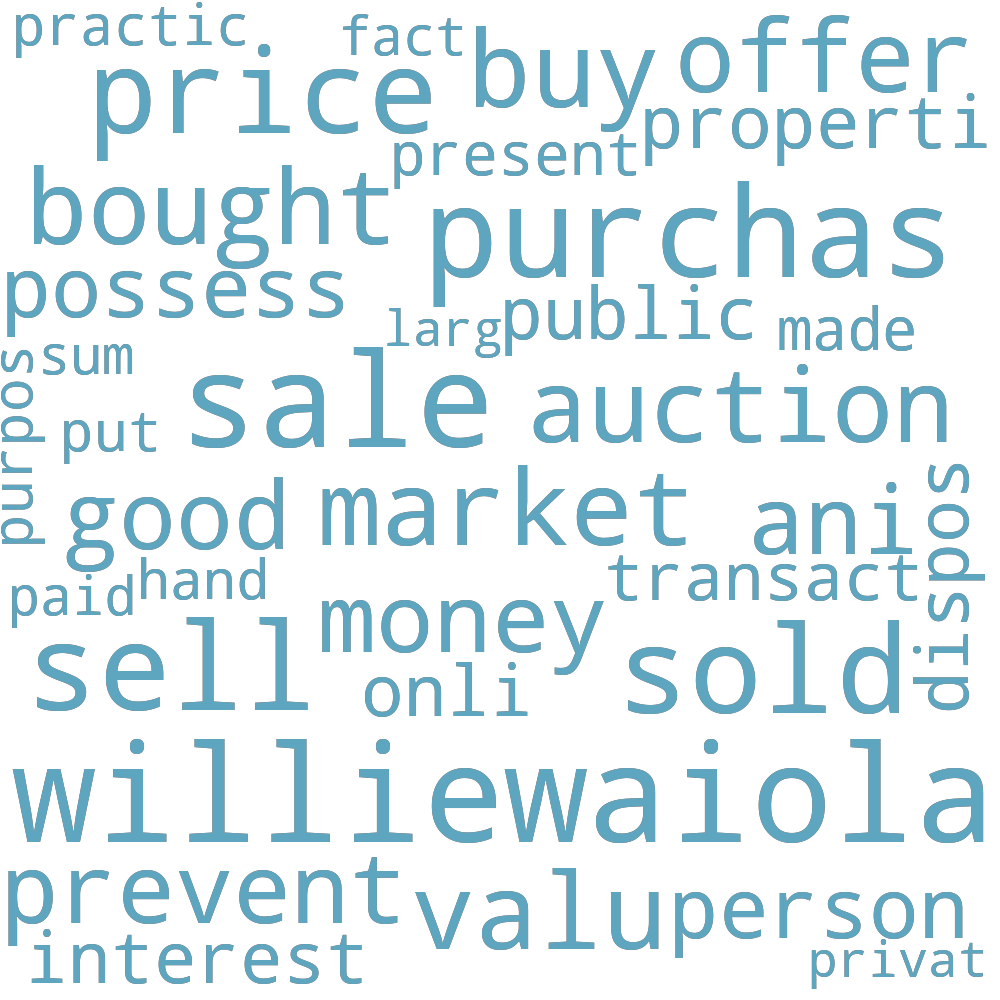 practic
fact
price
buy
offer
properti
present
bought
purchas
possess
public
larg
made
sum
purpos
sale
auction
put
good
market
ani
dispos
transact
hand
paid
money
sell
onli
sold
williewaiola
prevent
valu
person
interest
privat